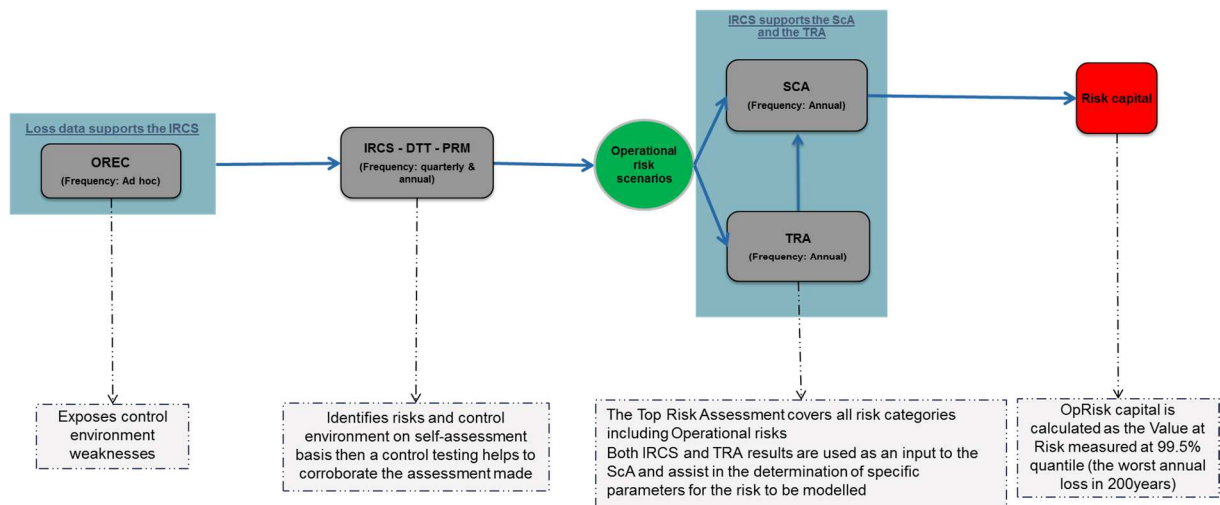 Loss data supports the IRCS
OREC
(Frequency: Ad hoc)
IRCS - DTT - PRM
(Frequency: quarterly &
annual)
Operational
risk
scenarios
IRCS supports the ScA
and the TRA
SCA
(Frequency: Annual)
TRA
(Frequency: Annual)
Risk capital
Exposes control
environment
weaknesses
Identifies risks and control
environment on self-assessment
basis then a control testing helps to
corroborate the assessment made
The Top Risk Assessment covers all risk categories
including Operational risks
Both IRCS and TRA results are used as an input to the
ScA and assist in the determination of specific
parameters for the risk to be modelled
OpRisk capital is
calculated as the Value at
Risk measured at 99.5%
quantile (the worst annual
loss in 200years)